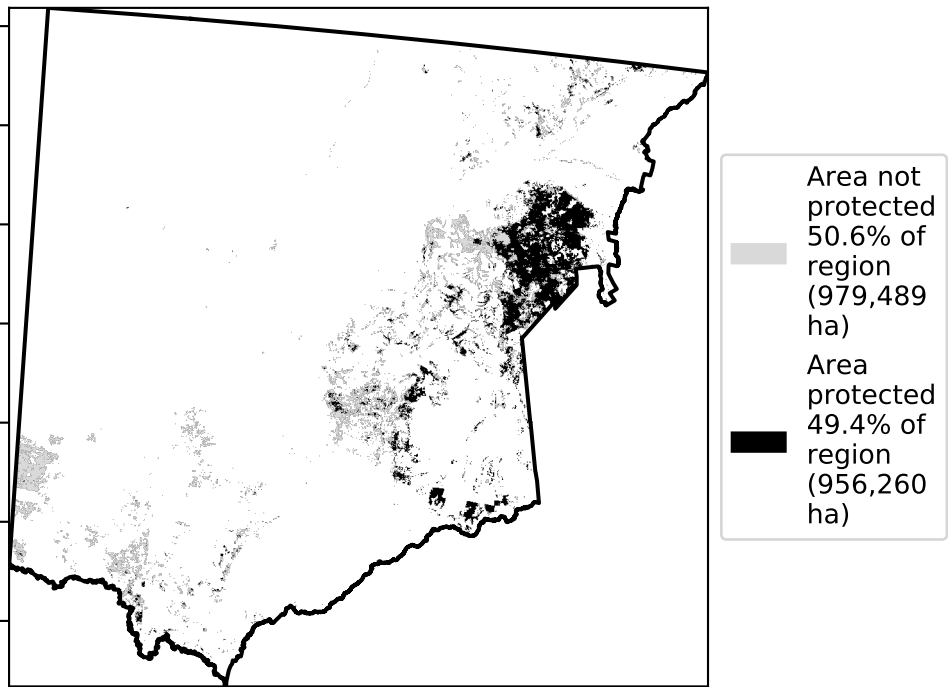 Area not
protected
50.6% of
region
(979,489
ha)
Area
protected
49.4% of
region
(956,260
ha)